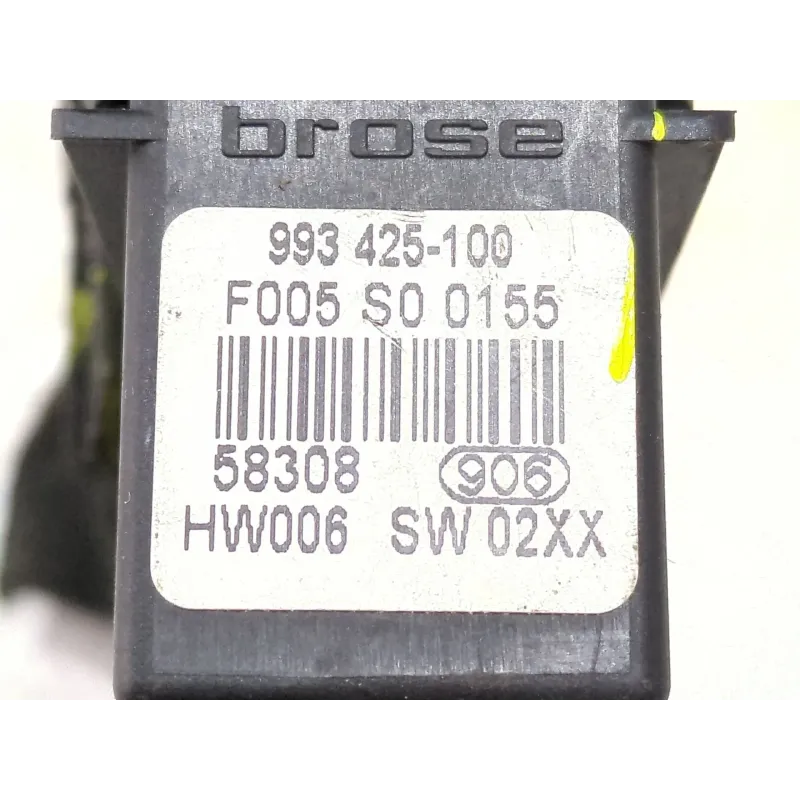 brose
993 425-100
F005 S0 0155
58308 906
HW006 SW 02XX